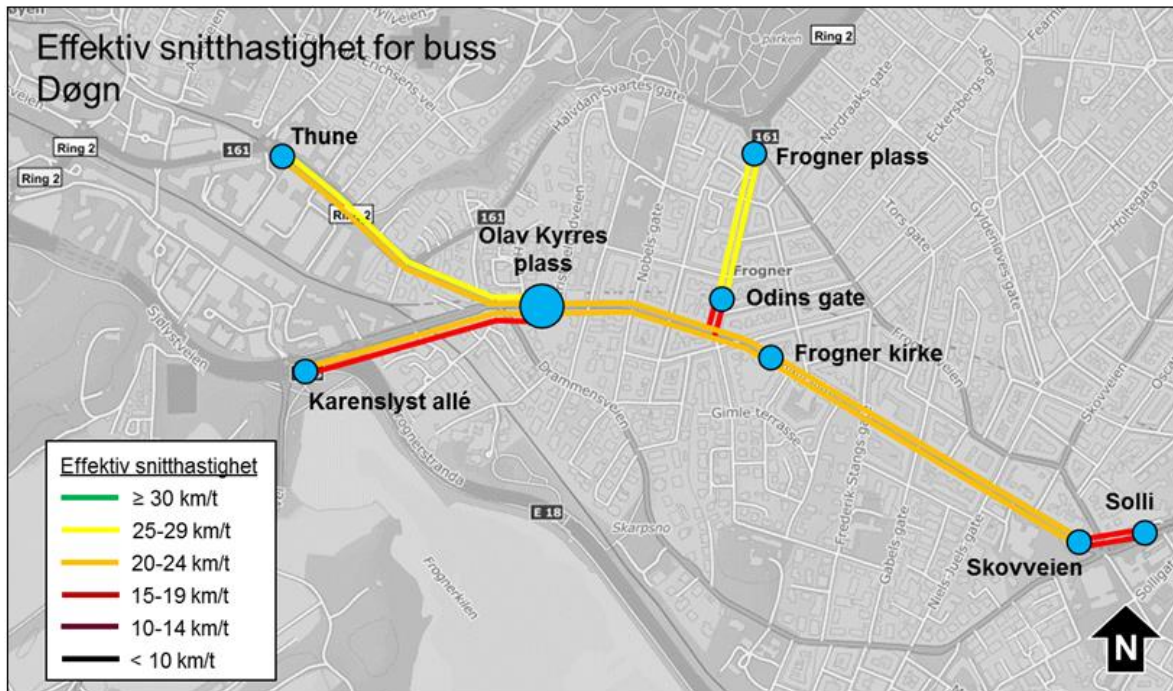 Effektiv snitthastighet for buss
Døgn
Thune
Olav Kyrres
plass
Karenslyst allé
Frogner plass
Odins gate
Frogner kirke
Skovveien
Solli
Ring 2
Ring 2
Ring 2
Ring 2
161
161
161
E 18
Erichsens vei
Halvdan Svartes gate
parken
Nordraaks gate
Eckersbergs gate
Tors gate
Gyldenløves gate
Holtegata
Nobels gate
Frogner
Frognerveien
Skovveien
Sjølystveien
Drammensveien
Gimle terrasse
Frognerstranda
Skarpsno
Gabels gate
Niels Juels gate
Frognerkilen
Effektiv snitthastighet
≥ 30 km/t
25-29 km/t
20-24 km/t
15-19 km/t
10-14 km/t
< 10 km/t
N